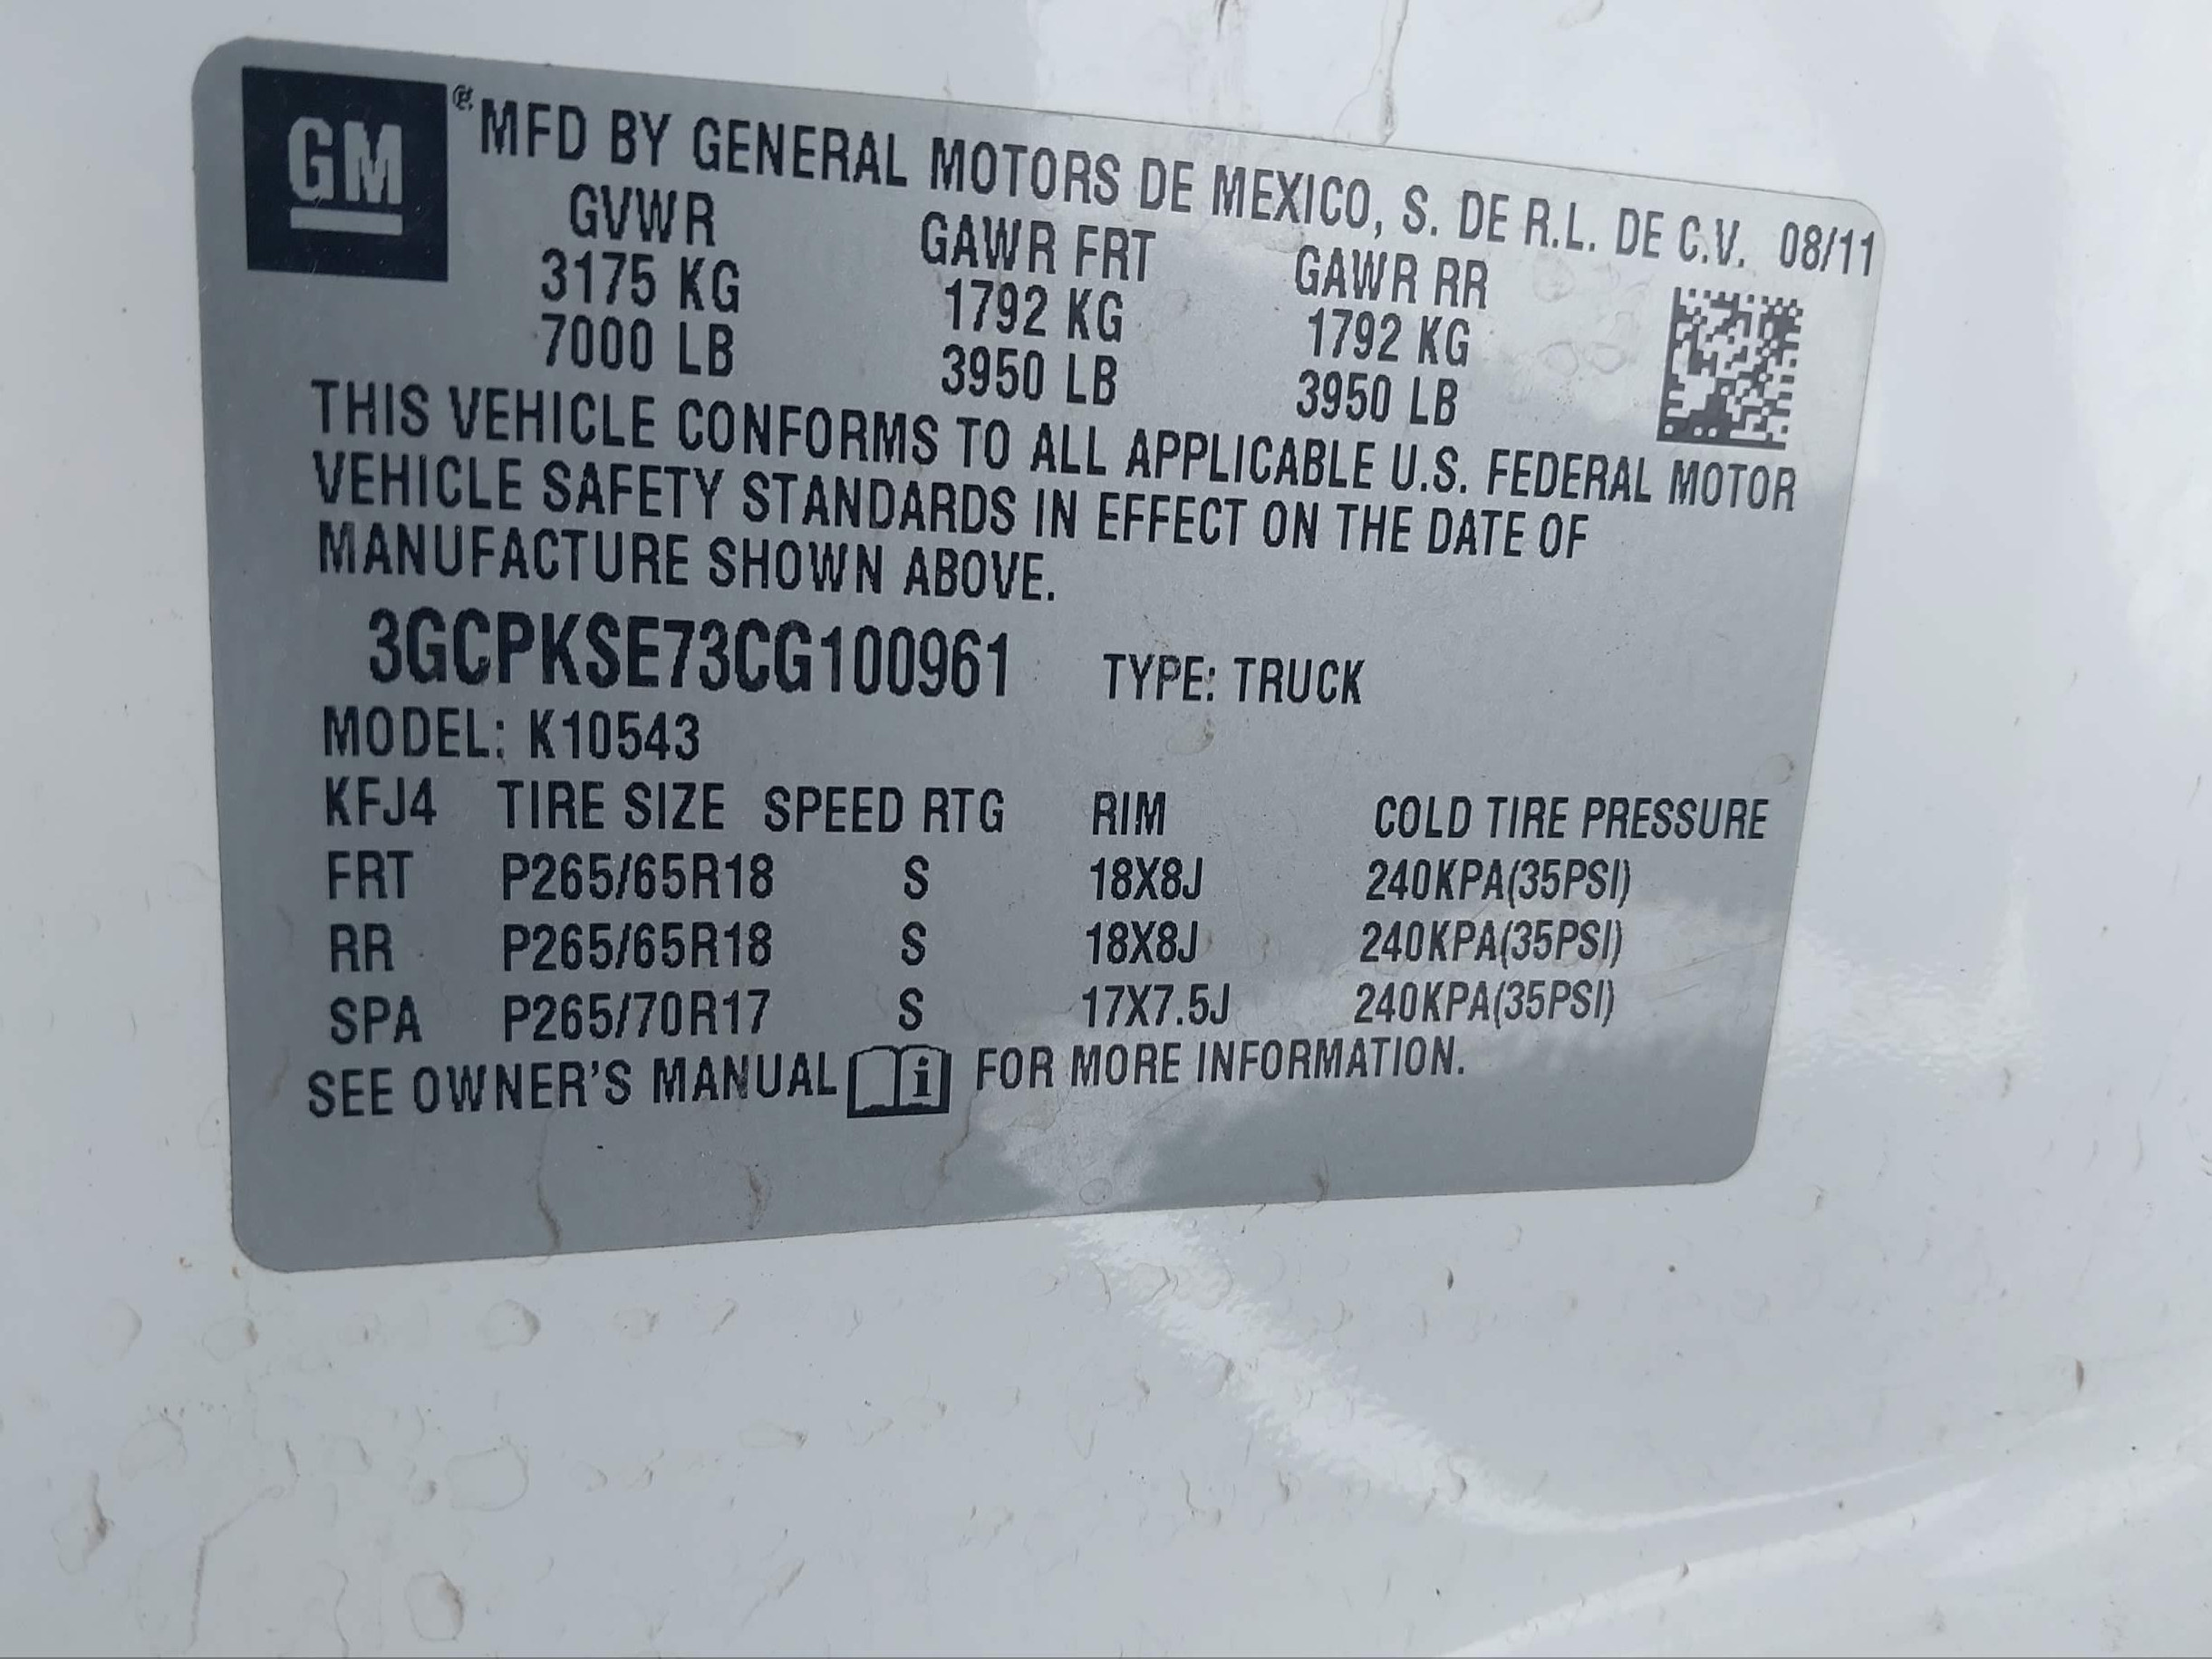 GM
® MFD BY GENERAL MOTORS DE MEXICO, S. DE R.L. DE C.V. 08/11
GVWR GAWR FRT GAWR RR
3175 KG 1792 KG 1792 KG
7000 LB 3950 LB 3950 LB
THIS VEHICLE CONFORMS TO ALL APPLICABLE U.S. FEDERAL MOTOR
VEHICLE SAFETY STANDARDS IN EFFECT ON THE DATE OF
MANUFACTURE SHOWN ABOVE.
3GCPKSE73CG100961 TYPE: TRUCK
MODEL: K10543
KFJ4 TIRE SIZE SPEED RTG RIM COLD TIRE PRESSURE
FRT P265/65R18 S 18X8J 240KPA(35PSI)
RR P265/65R18 S 18X8J 240KPA(35PSI)
SPA P265/70R17 S 17X7.5J 240KPA(35PSI)
SEE OWNER'S MANUAL i FOR MORE INFORMATION.